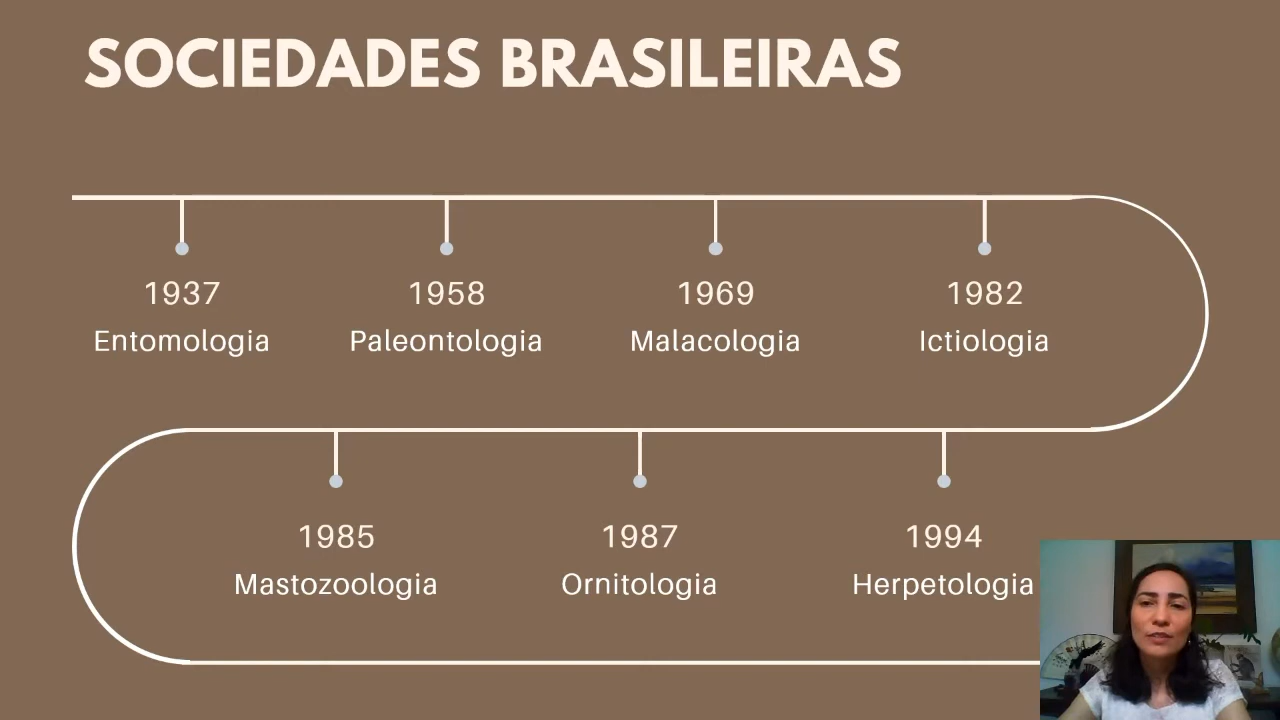 SOCIEDADES BRASILEIRAS
1937
Entomologia
1958
Paleontologia
1969
Malacologia
1982
Ictiologia
1985
Mastozoologia
1987
Ornitologia
1994
Herpetologia